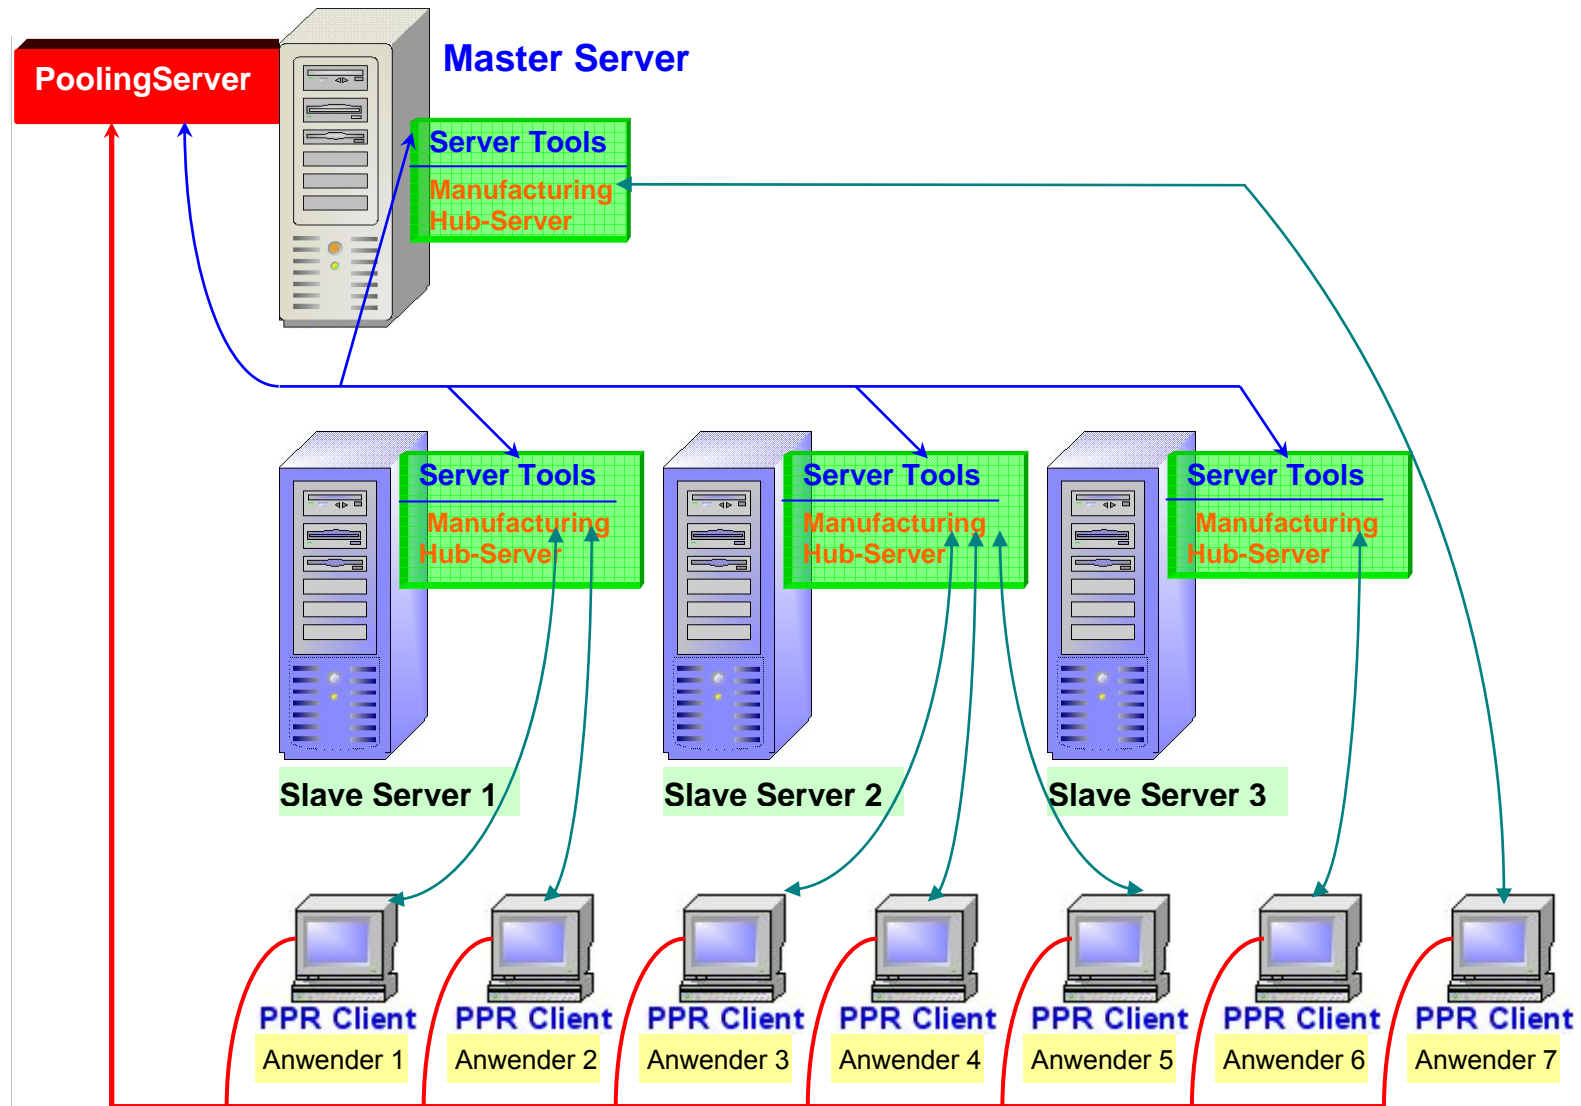 PoolingServer
Master Server
Server Tools
Manufacturing
Hub-Server
Server Tools
Manufacturing
Hub-Server
Server Tools
Manufacturing
Hub-Server
Server Tools
Manufacturing
Hub-Server
Slave Server 1
Slave Server 2
Slave Server 3
PPR Client
Anwender 1
PPR Client
Anwender 2
PPR Client
Anwender 3
PPR Client
Anwender 4
PPR Client
Anwender 5
PPR Client
Anwender 6
PPR Client
Anwender 7